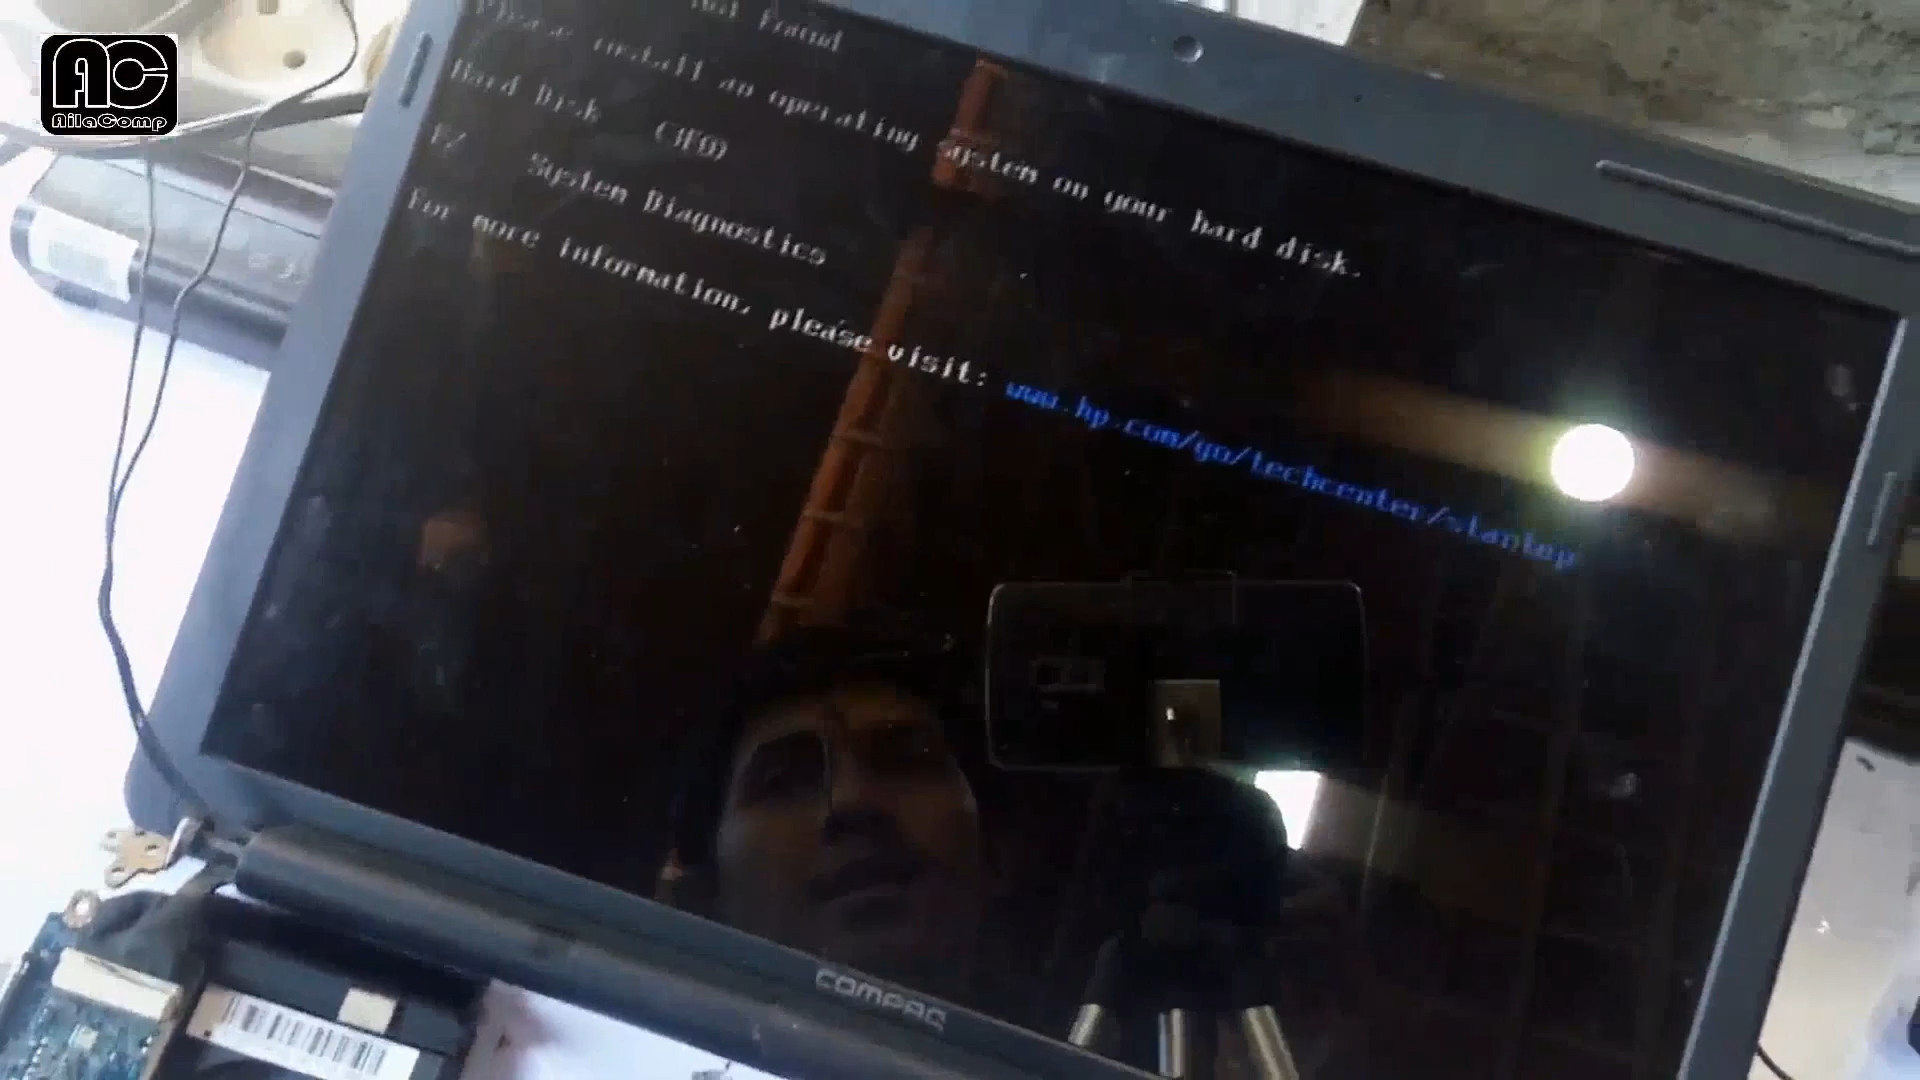 AC
AilaComp
Please install an operating system on your hard disk.
Hard Disk (3F0)
System Diagnostics
For more information, please visit: www.hp.com/go/techcenter/startup
COMPAQ